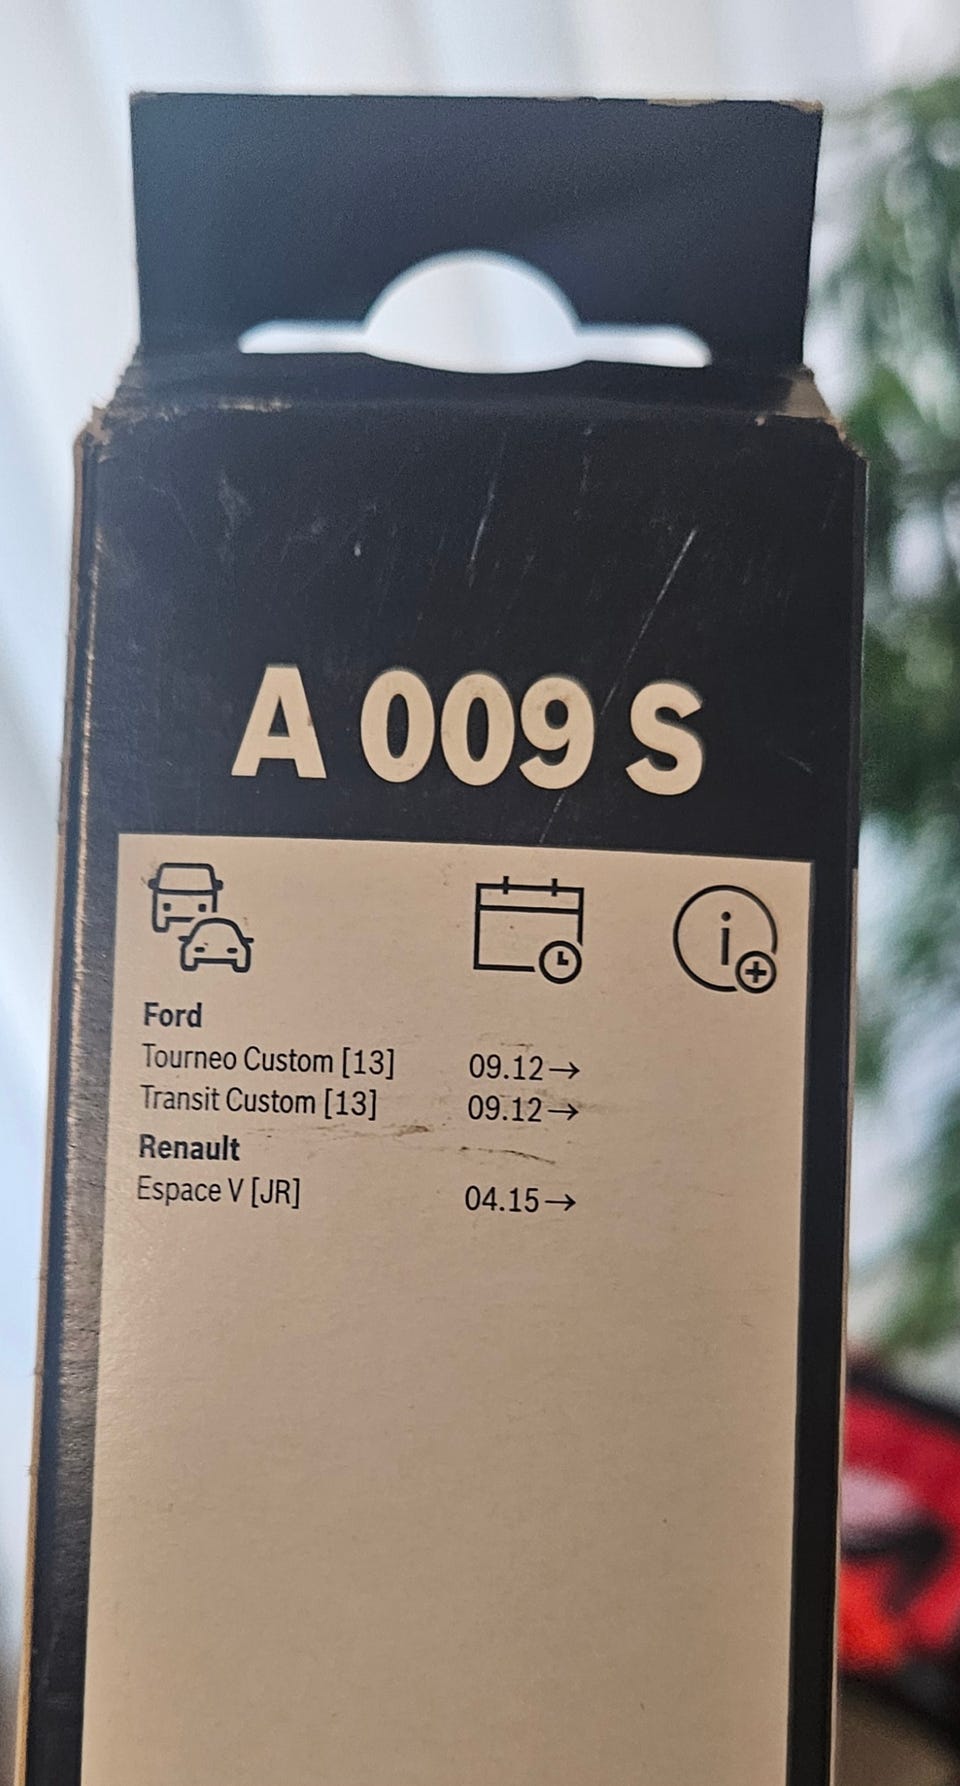 A 009 S
Ford
Tourneo Custom [13] 09.12→
Transit Custom [13] 09.12→
Renault
Espace V [JR] 04.15→